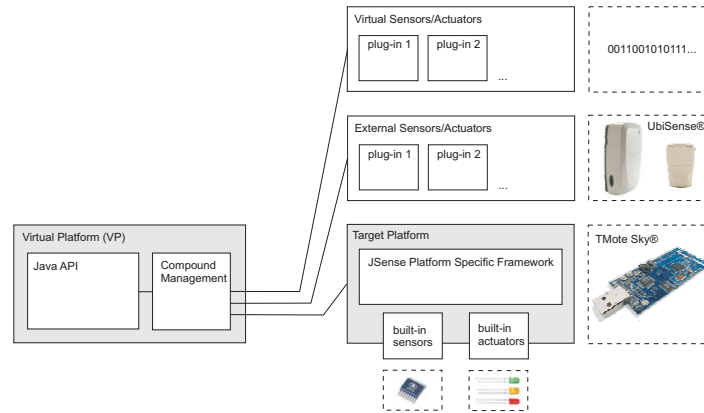 Virtual Sensors/Actuators
plug-in 1
plug-in 2
...
0011001010111...
External Sensors/Actuators
plug-in 1
plug-in 2
...
UbiSense®
Virtual Platform (VP)
Java API
Compound
Management
Target Platform
JSense Platform Specific Framework
built-in
sensors
built-in
actuators
TMote Sky®